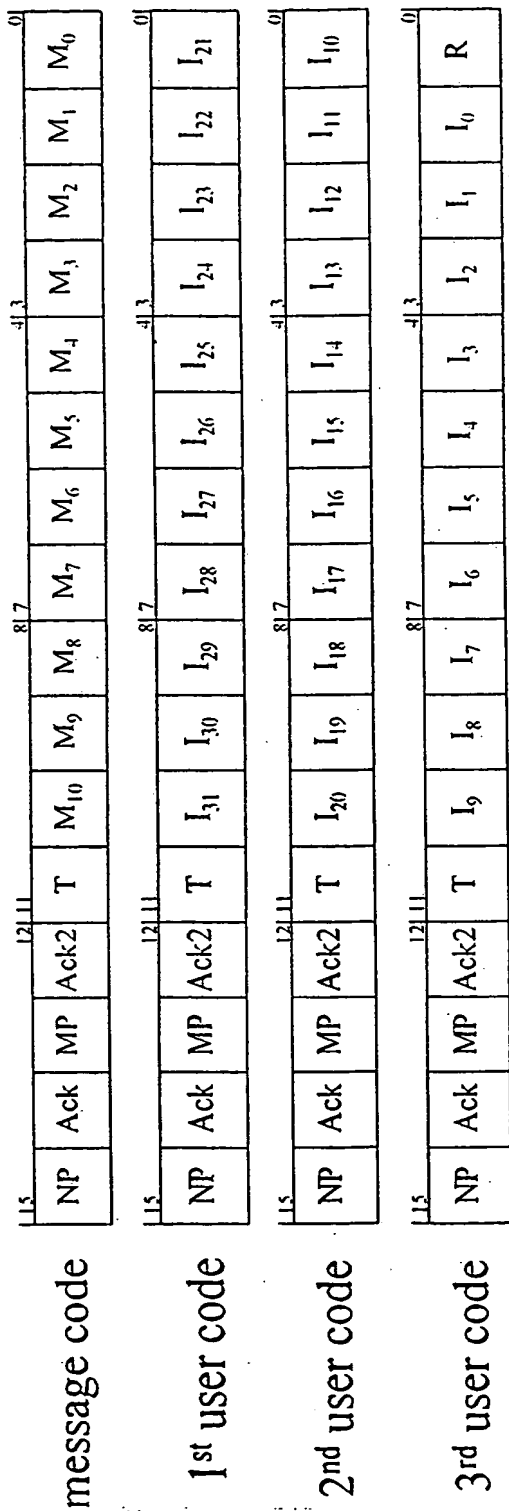 15 12 11 8 7 4 3 0
message code NP Ack MP Ack2 T M₁₀ M₉ M₈ M₇ M₆ M₅ M₄ M₃ M₂ M₁ M₀
15 12 11 8 7 4 3 0
1st user code NP Ack MP Ack2 T I₃₁ I₃₀ I₂₉ I₂₈ I₂₇ I₂₆ I₂₅ I₂₄ I₂₃ I₂₂ I₂₁
15 12 11 8 7 4 3 0
2nd user code NP Ack MP Ack2 T I₂₀ I₁₉ I₁₈ I₁₇ I₁₆ I₁₅ I₁₄ I₁₃ I₁₂ I₁₁ I₁₀
15 12 11 8 7 4 3 0
3rd user code NP Ack MP Ack2 T I₉ I₈ I₇ I₆ I₅ I₄ I₃ I₂ I₁ I₀ R